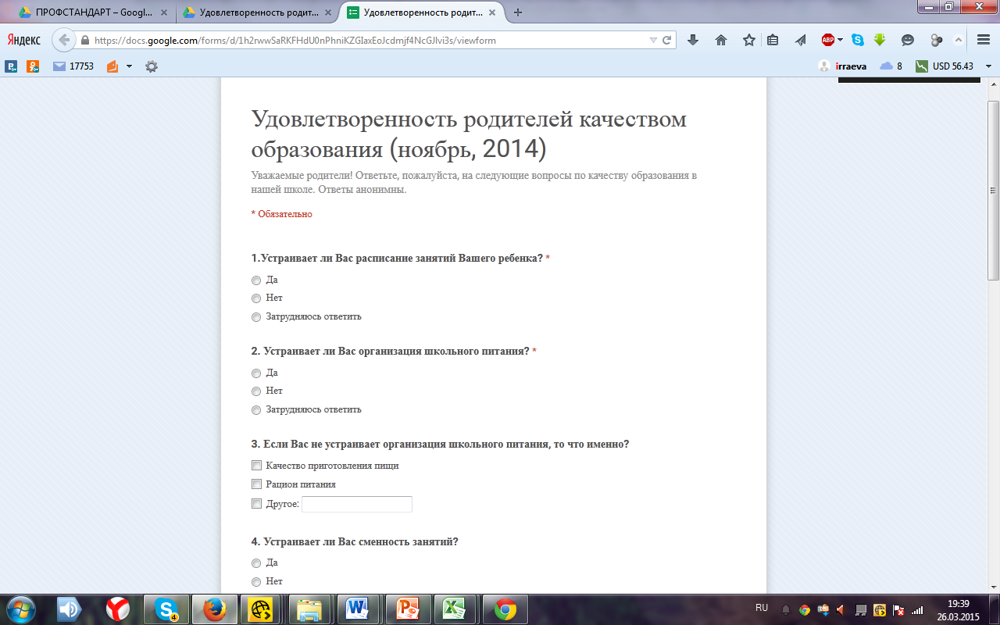 ПРОФСТАНДАРТ – Googl...
Удовлетворенность родит...
Удовлетворенность родит...
Яндекс
https://docs.google.com/forms/d/1h2rwwSaRKFHdU0nPhniKZGIaxEoJcdmjf4NcGJlvi3s/viewform
ABP
17753
irraeva
8
USD 56.43
Удовлетворенность родителей качеством
образования (ноябрь, 2014)
Уважаемые родители! Ответьте, пожалуйста, на следующие вопросы по качеству образования в
нашей школе. Ответы анонимны.
* Обязательно
1.Устраивает ли Вас расписание занятий Вашего ребенка? *
Да
Нет
Затрудняюсь ответить
2. Устраивает ли Вас организация школьного питания? *
Да
Нет
Затрудняюсь ответить
3. Если Вас не устраивает организация школьного питания, то что именно?
Качество приготовления пищи
Рацион питания
Другое:
4. Устраивает ли Вас сменность занятий?
Да
Нет
4
RU
19:39
26.03.2015